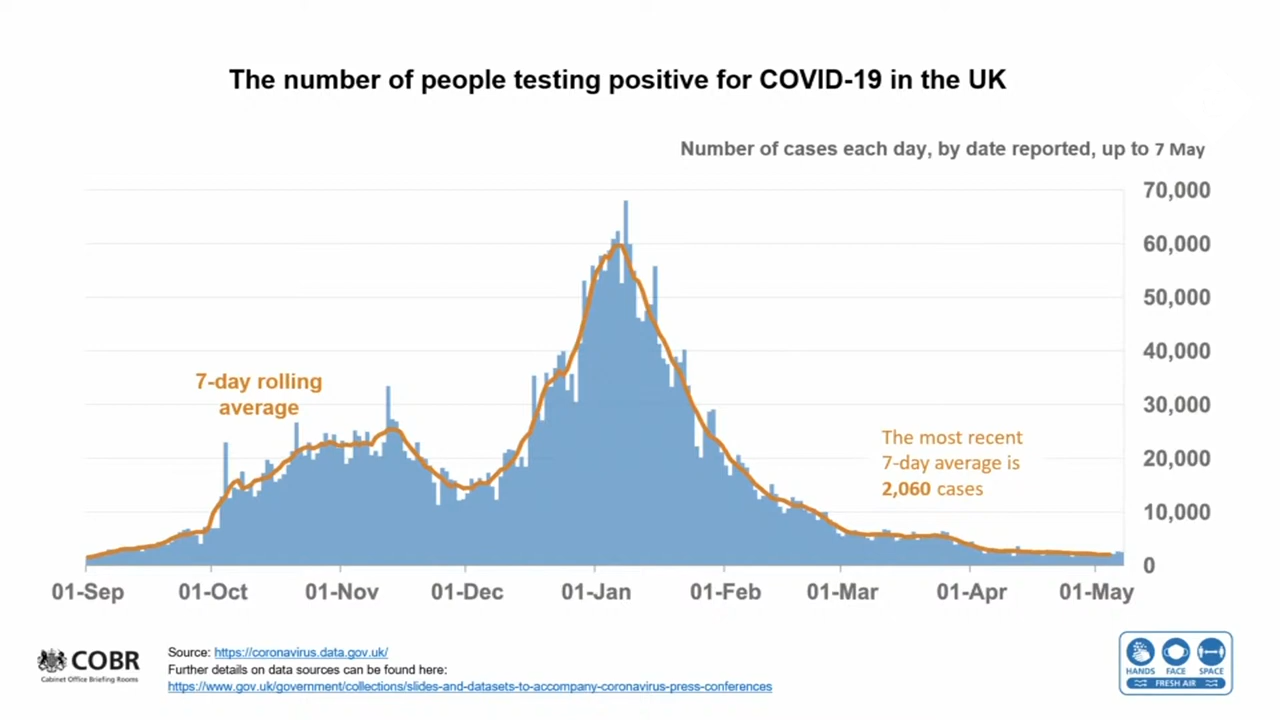 The number of people testing positive for COVID-19 in the UK
Number of cases each day, by date reported, up to 7 May
70,000
60,000
50,000
40,000
30,000
20,000
10,000
0
7-day rolling
average
The most recent
7-day average is
2,060 cases
01-Sep 01-Oct 01-Nov 01-Dec 01-Jan 01-Feb 01-Mar 01-Apr 01-May
COBR
Cabinet Office Briefing Rooms
Source: https://coronavirus.data.gov.uk/
Further details on data sources can be found here:
https://www.gov.uk/government/collections/slides-and-datasets-to-accompany-coronavirus-press-conferences
HANDS FACE SPACE
FRESH AIR